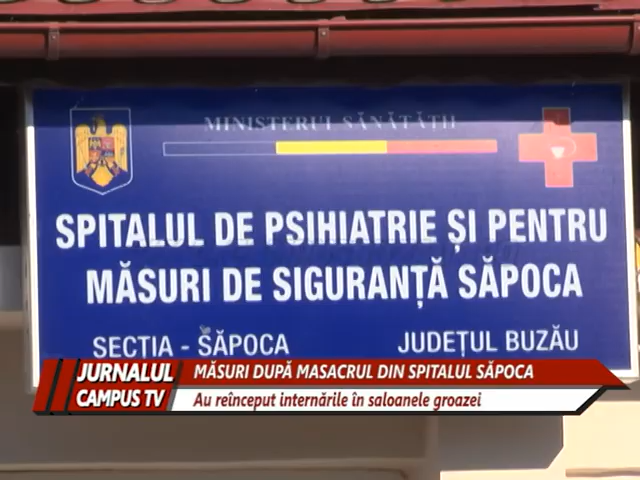 MINISTERUL SĂNĂTĂȚII
SPITALUL DE PSIHIATRIE ȘI PENTRU
MĂSURI DE SIGURANȚĂ SĂPOCA
SECTIA - SĂPOCA
JUDEȚUL BUZĂU
JURNALUL
CAMPUS TV
MĂSURI DUPĂ MASACRUL DIN SPITALUL SĂPOCA
Au reînceput internările în saloanele groazei